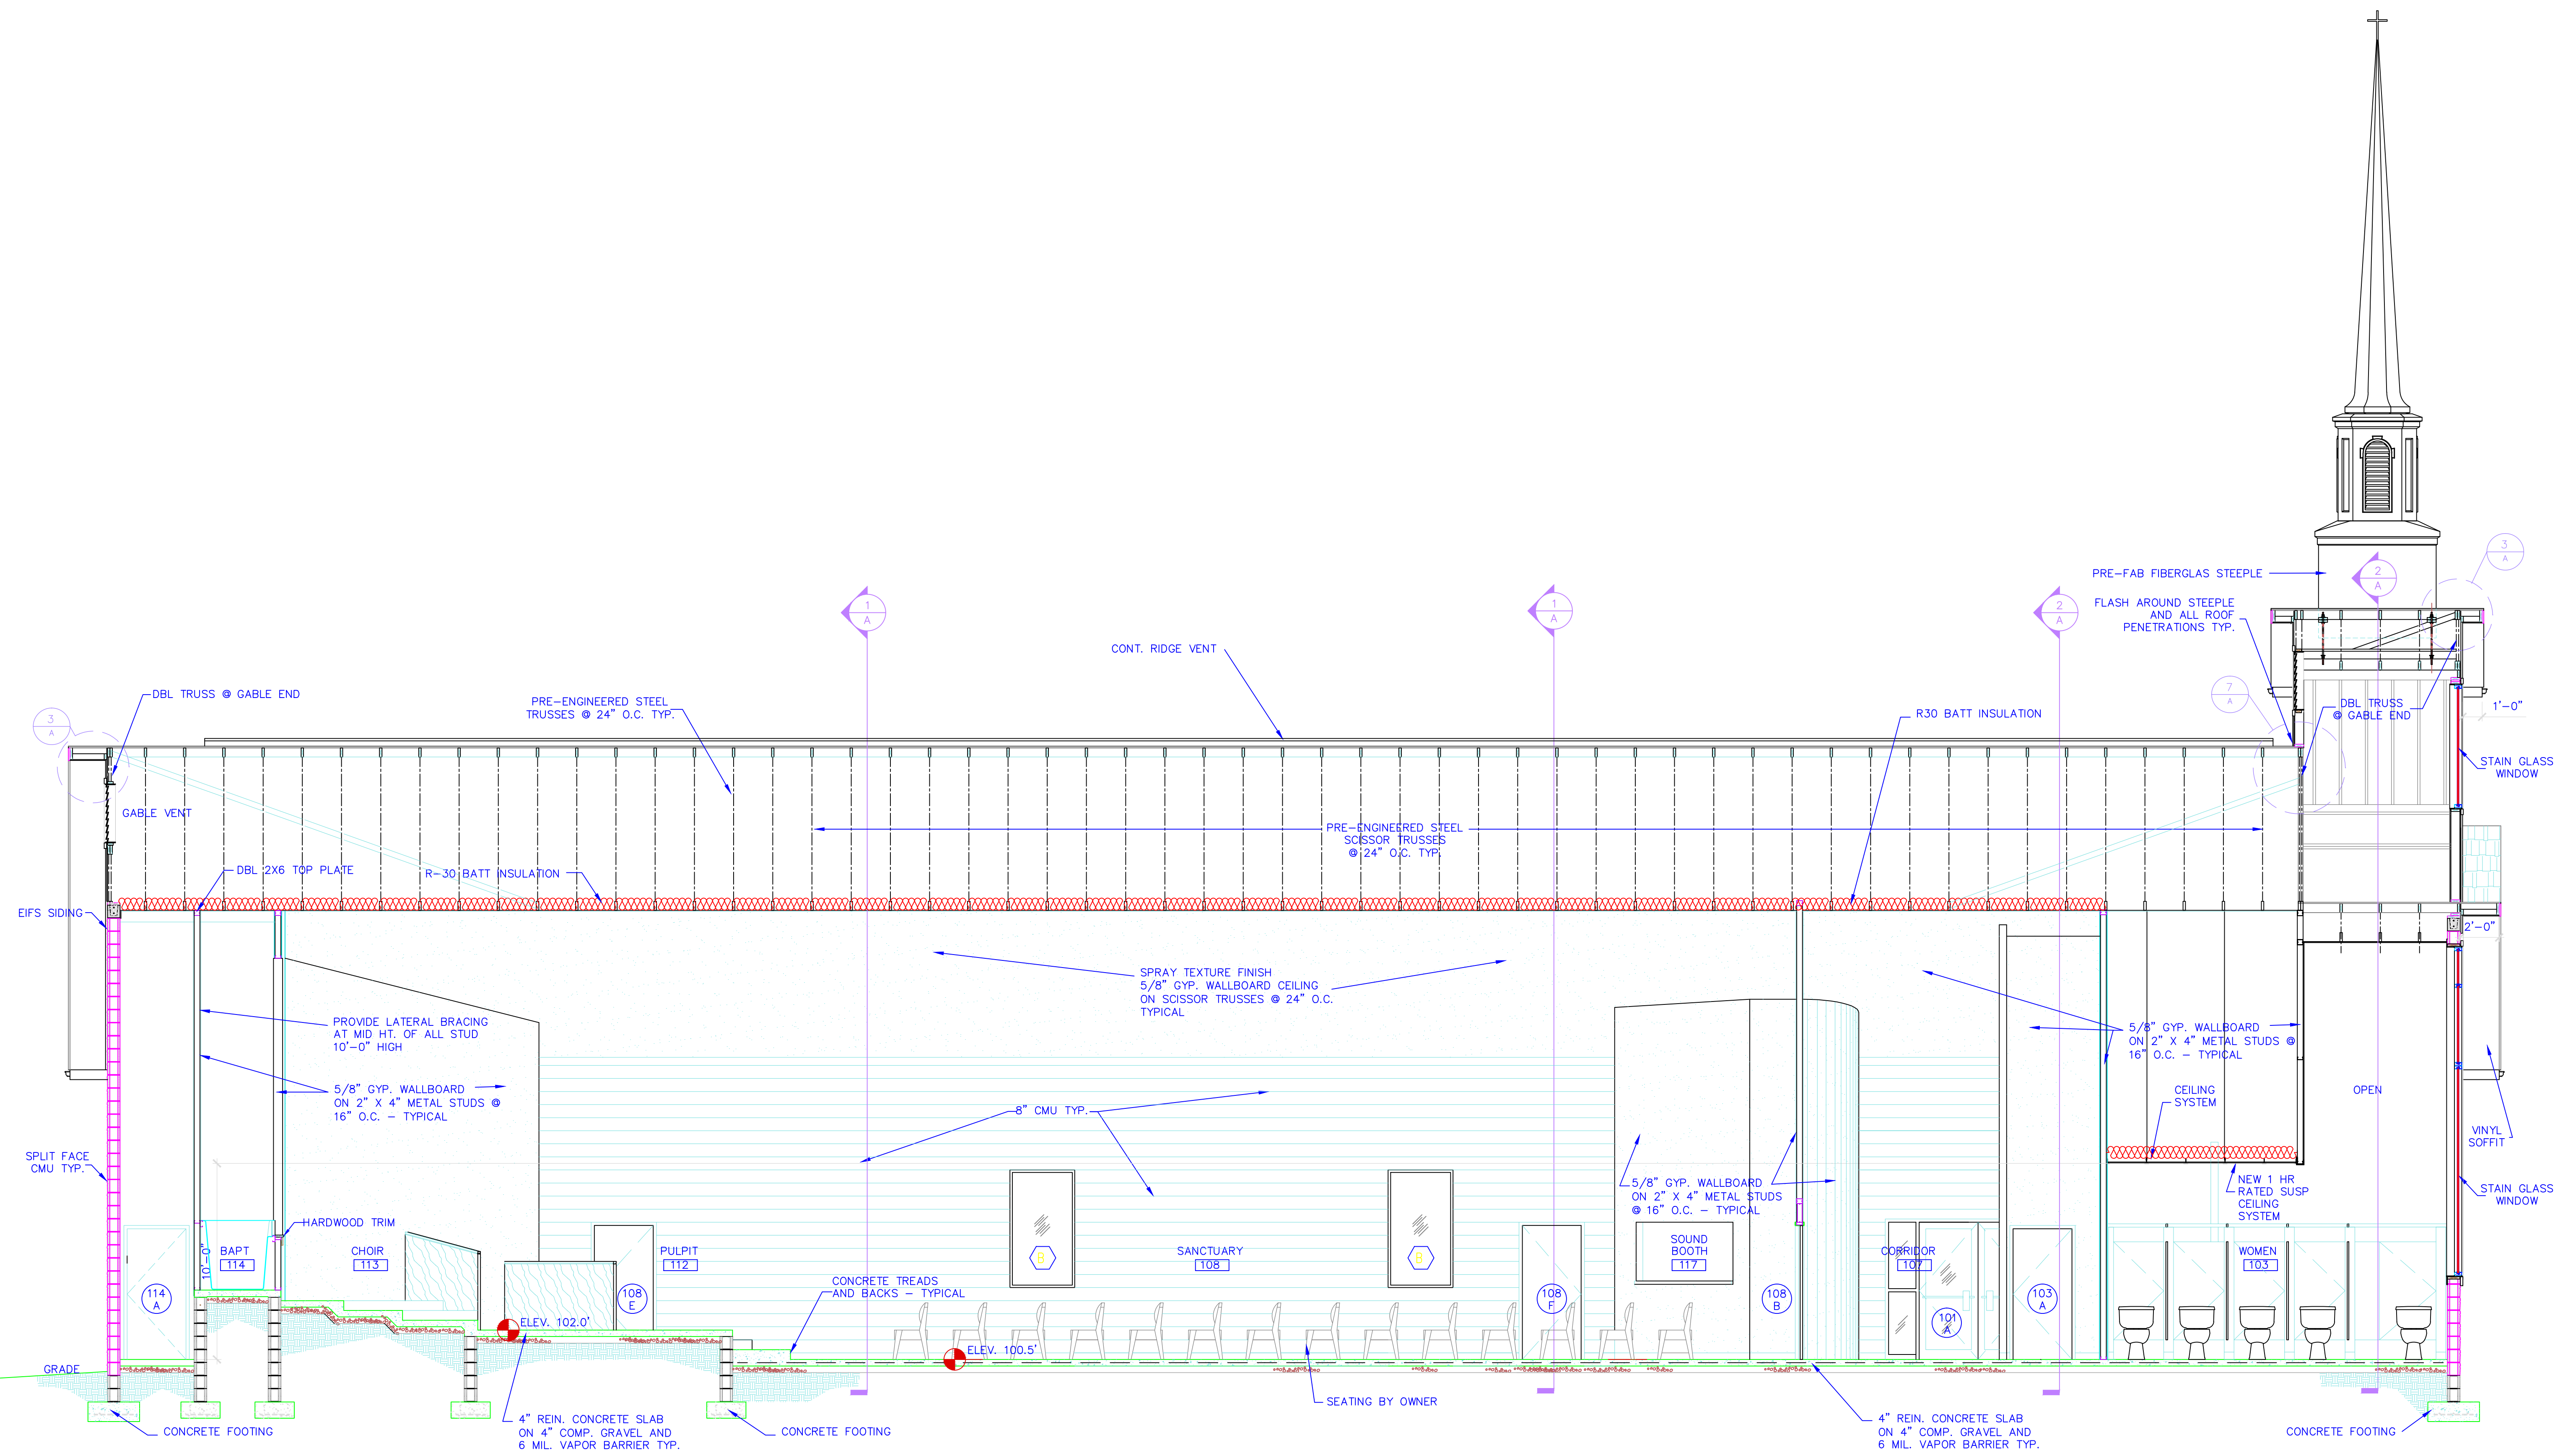 3
A
2
A
PRE-FAB FIBERGLAS STEEPLE
FLASH AROUND STEEPLE
AND ALL ROOF
PENETRATIONS TYP.
1
A
1
A
2
A
CONT. RIDGE VENT
DBL TRUSS @ GABLE END
PRE-ENGINEERED STEEL
TRUSSES @ 24" O.C. TYP.
R30 BATT INSULATION
7
A
DBL TRUSS
@ GABLE END
1'-0"
3
A
STAIN GLASS
WINDOW
GABLE VENT
PRE-ENGINEERED STEEL
SCISSOR TRUSSES
@ 24" O.C. TYP.
DBL 2X6 TOP PLATE
R-30 BATT INSULATION
EIFS SIDING
2'-0"
SPRAY TEXTURE FINISH
5/8" GYP. WALLBOARD CEILING
ON SCISSOR TRUSSES @ 24" O.C.
TYPICAL
PROVIDE LATERAL BRACING
AT MID HT. OF ALL STUD
10'-0" HIGH
5/8" GYP. WALLBOARD
ON 2" X 4" METAL STUDS @
16" O.C. - TYPICAL
5/8" GYP. WALLBOARD
ON 2" X 4" METAL STUDS @
16" O.C. - TYPICAL
CEILING
SYSTEM
OPEN
8" CMU TYP.
VINYL
SOFFIT
SPLIT FACE
CMU TYP.
5/8" GYP. WALLBOARD
ON 2" X 4" METAL STUDS
@ 16" O.C. - TYPICAL
NEW 1 HR
RATED SUSP
CEILING
SYSTEM
STAIN GLASS
WINDOW
HARDWOOD TRIM
10'-0"
BAPT
114
CHOIR
113
PULPIT
112
SANCTUARY
108
SOUND
BOOTH
117
CORRIDOR
107
WOMEN
103
CONCRETE TREADS
AND BACKS - TYPICAL
114
A
108
E
108
F
108
B
101
A
103
A
ELEV. 102.0'
ELEV. 100.5'
GRADE
SEATING BY OWNER
4" REIN. CONCRETE SLAB
ON 4" COMP. GRAVEL AND
6 MIL. VAPOR BARRIER TYP.
4" REIN. CONCRETE SLAB
ON 4" COMP. GRAVEL AND
6 MIL. VAPOR BARRIER TYP.
CONCRETE FOOTING
CONCRETE FOOTING
CONCRETE FOOTING